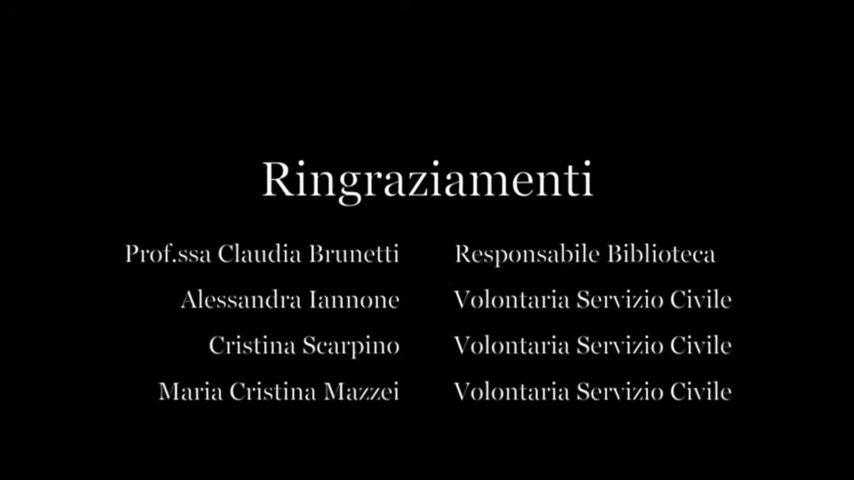 Ringraziamenti
Prof.ssa Claudia Brunetti Responsabile Biblioteca
Alessandra Iannone Volontaria Servizio Civile
Cristina Scarpino Volontaria Servizio Civile
Maria Cristina Mazzei Volontaria Servizio Civile